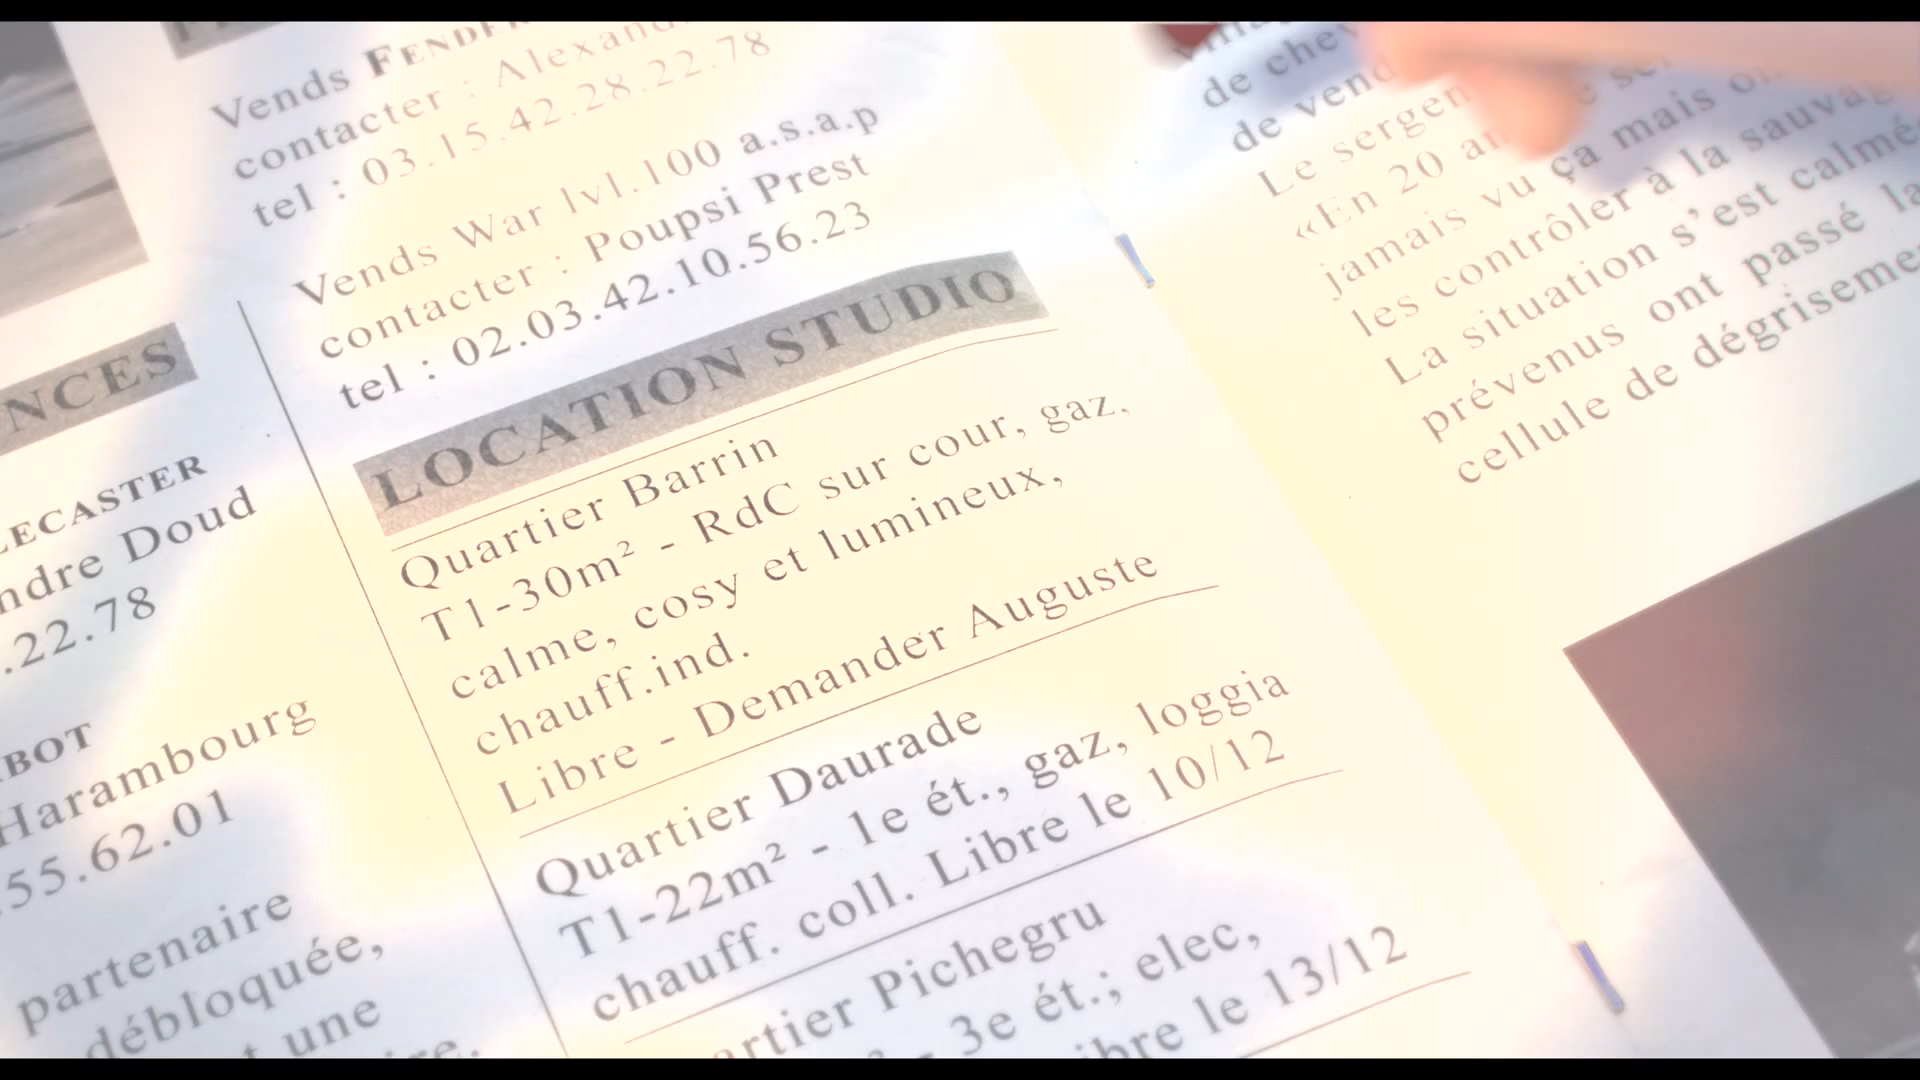 NCES
LECASTER
ndre Doud
.22.78
BOT
Harambourg
55.62.01
partenaire
débloquée,
une
Vends FENDER
contacter : Alexand
tel : 03.15.42.28.22.78
Vends War lvl.100 a.s.a.p
contacter : Poupsi Prest
tel : 02.03.42.10.56.23
LOCATION STUDIO
Quartier Barrin
T1-30m² - RdC sur cour, gaz,
calme, cosy et lumineux,
chauff.ind.
Libre - Demander Auguste
Quartier Daurade
T1-22m² - 1e ét., gaz, loggia
chauff. coll. Libre le 10/12
artier Pichegru
- 3e ét.; elec,
ibre le 13/12
de chev
de vend
Le sergen
«En 20 an
jamais vu ça mais
les contrôler à la sauvag
La situation s'est calmé
prévenus ont passé la
cellule de dégriseme